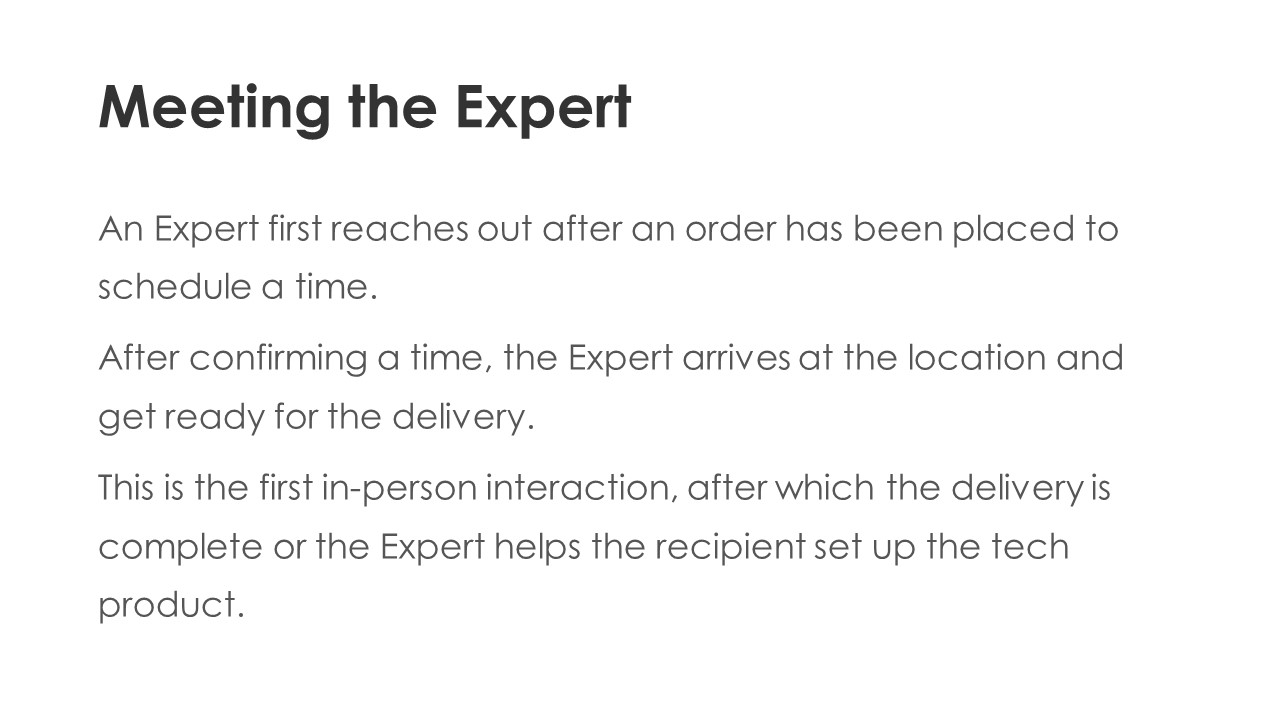 Meeting the Expert
An Expert first reaches out after an order has been placed to
schedule a time.
After confirming a time, the Expert arrives at the location and
get ready for the delivery.
This is the first in-person interaction, after which the delivery is
complete or the Expert helps the recipient set up the tech
product.